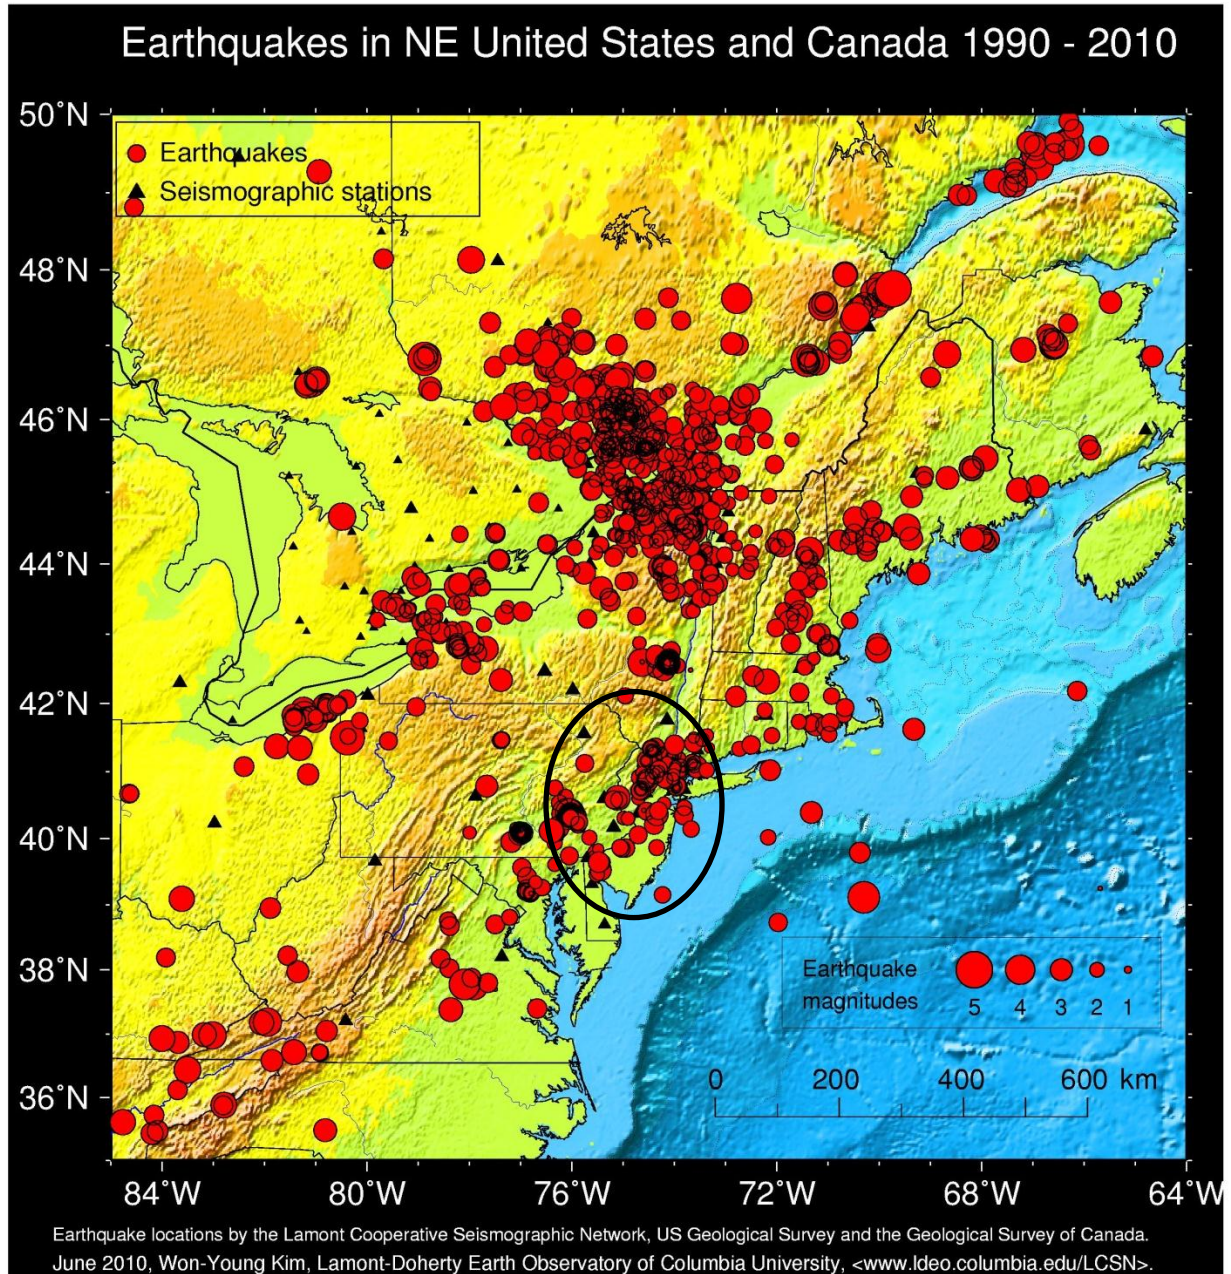 Earthquakes in NE United States and Canada 1990 - 2010
50˚N
Earthquakes
Seismographic stations
48˚N
46˚N
44˚N
42˚N
40˚N
38˚N
Earthquake
magnitudes
5 4 3 2 1
0 200 400 600 km
36˚N
84˚W 80˚W 76˚W 72˚W 68˚W 64˚W
Earthquake locations by the Lamont Cooperative Seismographic Network, US Geological Survey and the Geological Survey of Canada.
June 2010, Won-Young Kim, Lamont-Doherty Earth Observatory of Columbia University, <www.ldeo.columbia.edu/LCSN>.